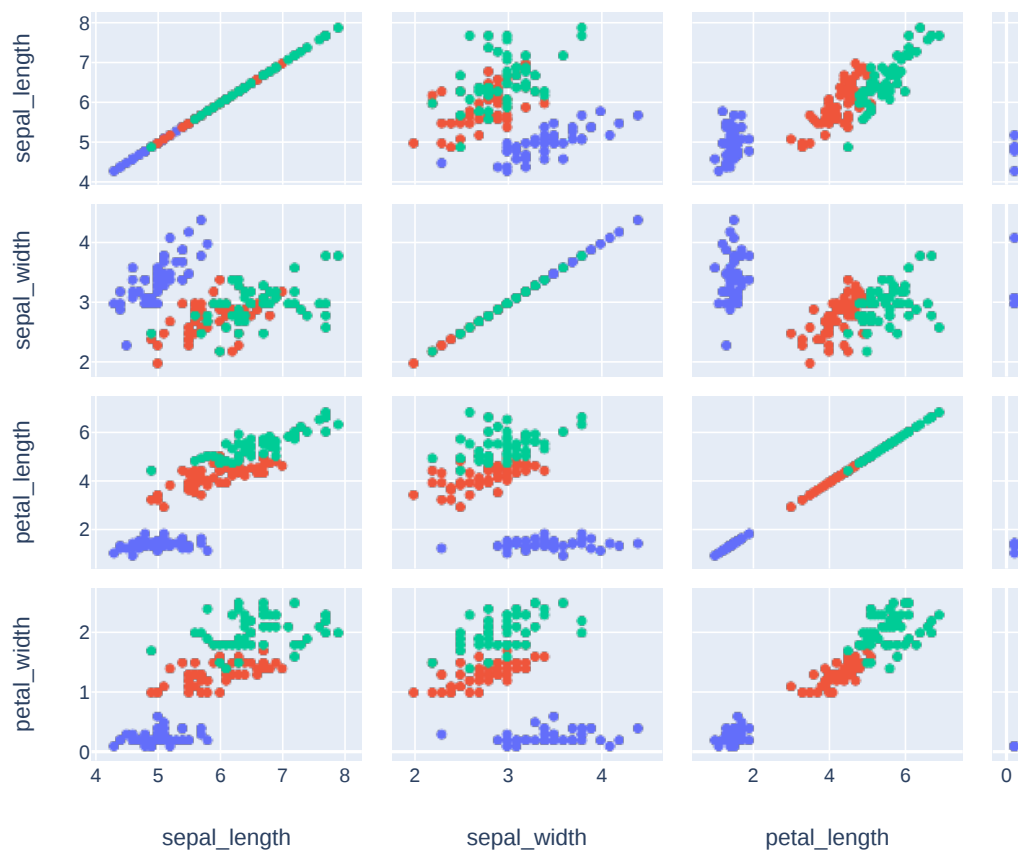 sepal_length
8
7
6
5
4
sepal_width
4
3
2
petal_length
6
4
2
petal_width
2
1
0
4 5 6 7 8 2 3 4 2 4 6 0
sepal_length sepal_width petal_length